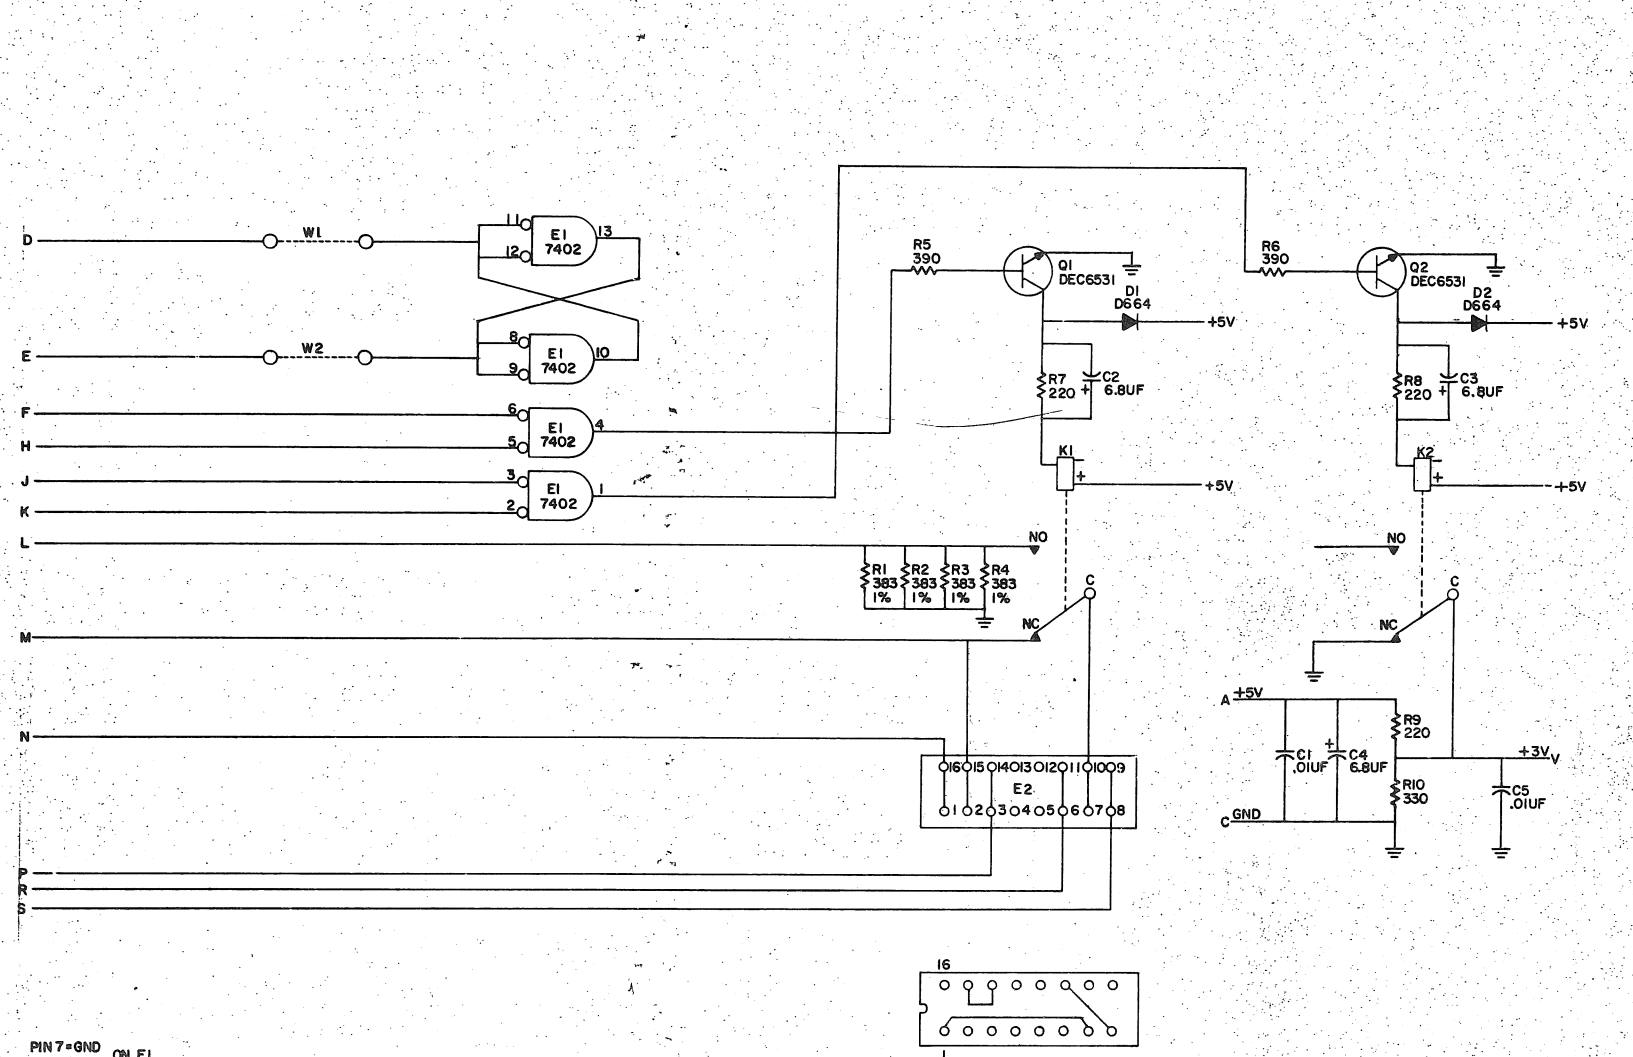 D
W1
11
12
E1
7402
13
E
W2
8
9
E1
7402
10
F
H
6
5
E1
7402
4
J
K
3
2
E1
7402
1
R5
390
Q1
DEC6531
D1
D664
+5V
R7
220
C2
6.8UF
+
K1
-
+
+5V
R6
390
Q2
DEC6531
D2
D664
+5V
R8
220
C3
6.8UF
+
K2
-
+
+5V
L
NO
R1
383
1%
R2
383
1%
R3
383
1%
R4
383
1%
C
NC
M
NO
C
NC
N
A +5V
R9
220
C1
.01UF
+
C4
6.8UF
R10
330
+3V V
C5
.01UF
C GND
16 15 14 13 12 11 10 9
E2
1 2 3 4 5 6 7 8
P
R
S
16
1
PIN 7=GND
ON E1